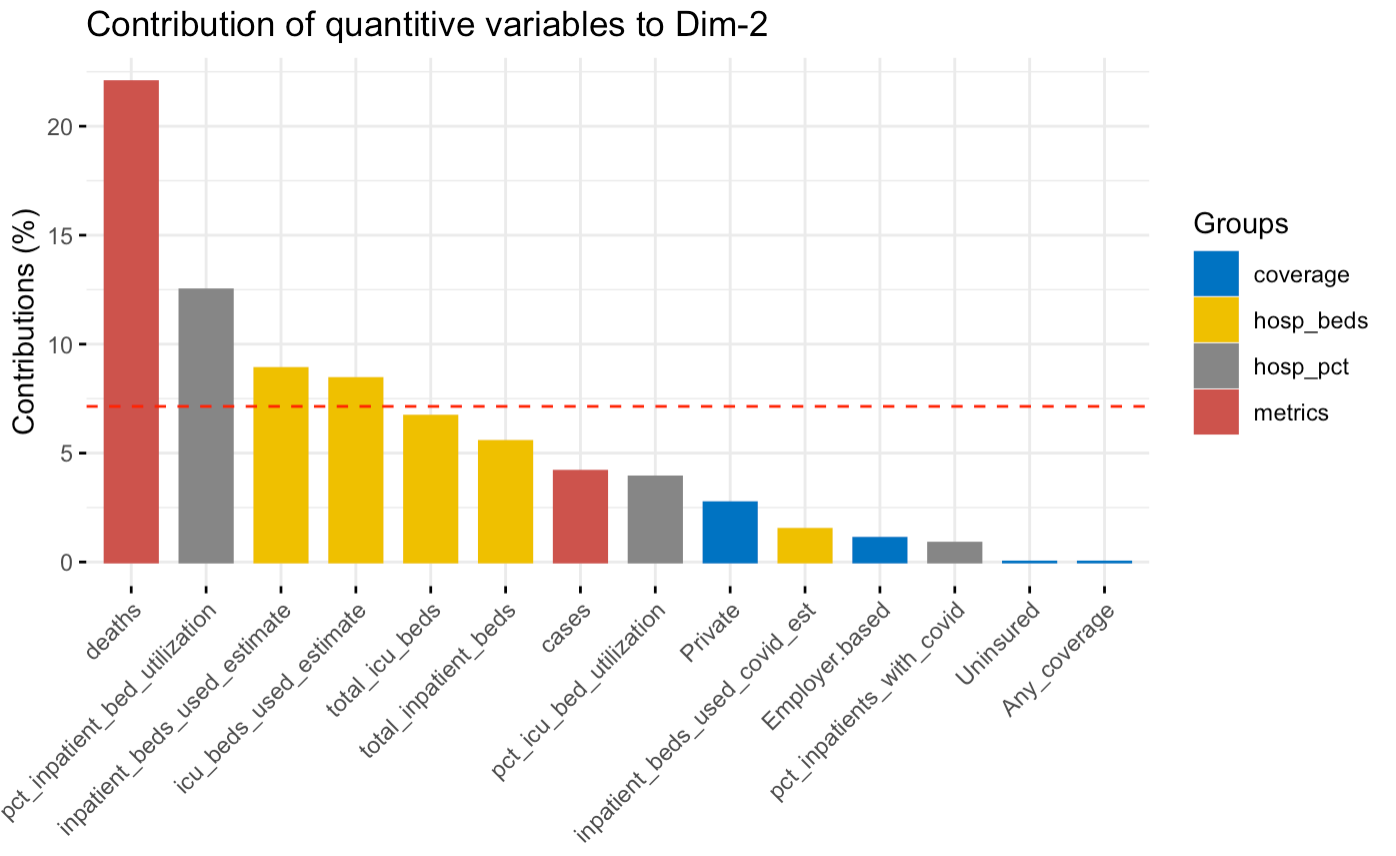 Contribution of quantitive variables to Dim-2
Contributions (%)
20
15
10
5
0
deaths
pct_inpatient_bed_utilization
inpatient_beds_used_estimate
icu_beds_used_estimate
total_icu_beds
total_inpatient_beds
cases
pct_icu_bed_utilization
Private
inpatient_beds_used_covid_est
Employer.based
pct_inpatients_with_covid
Uninsured
Any_coverage
Groups
coverage
hosp_beds
hosp_pct
metrics